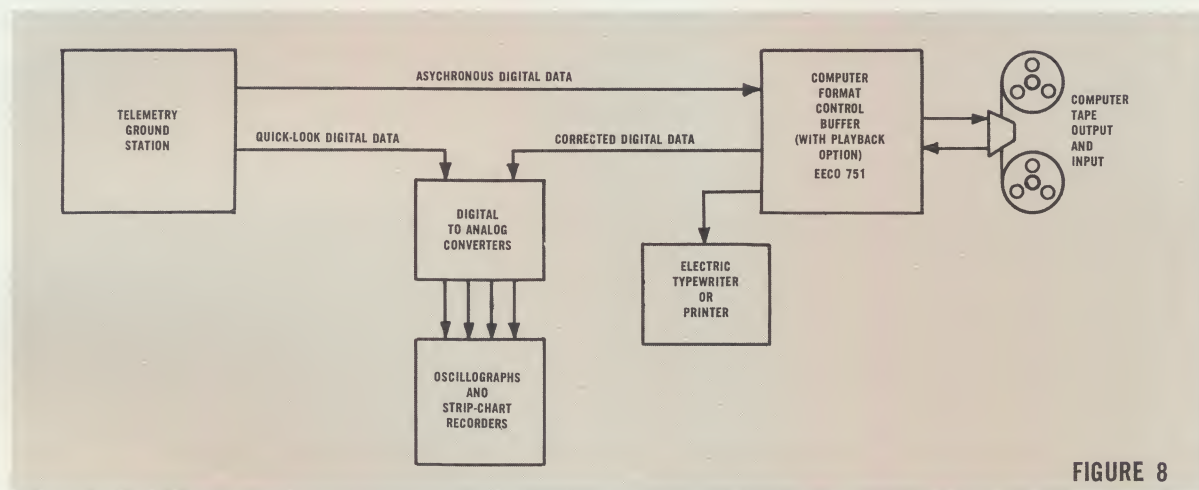 TELEMETRY
GROUND
STATION
ASYCHRONOUS DIGITAL DATA
QUICK-LOOK DIGITAL DATA
CORRECTED DIGITAL DATA
COMPUTER
FORMAT
CONTROL
BUFFER
(WITH PLAYBACK
OPTION)
EECO 751
COMPUTER
TAPE
OUTPUT
AND
INPUT
DIGITAL
TO ANALOG
CONVERTERS
ELECTRIC
TYPEWRITER
OR
PRINTER
OSCILLOGRAPHS
AND
STRIP-CHART
RECORDERS
FIGURE 8